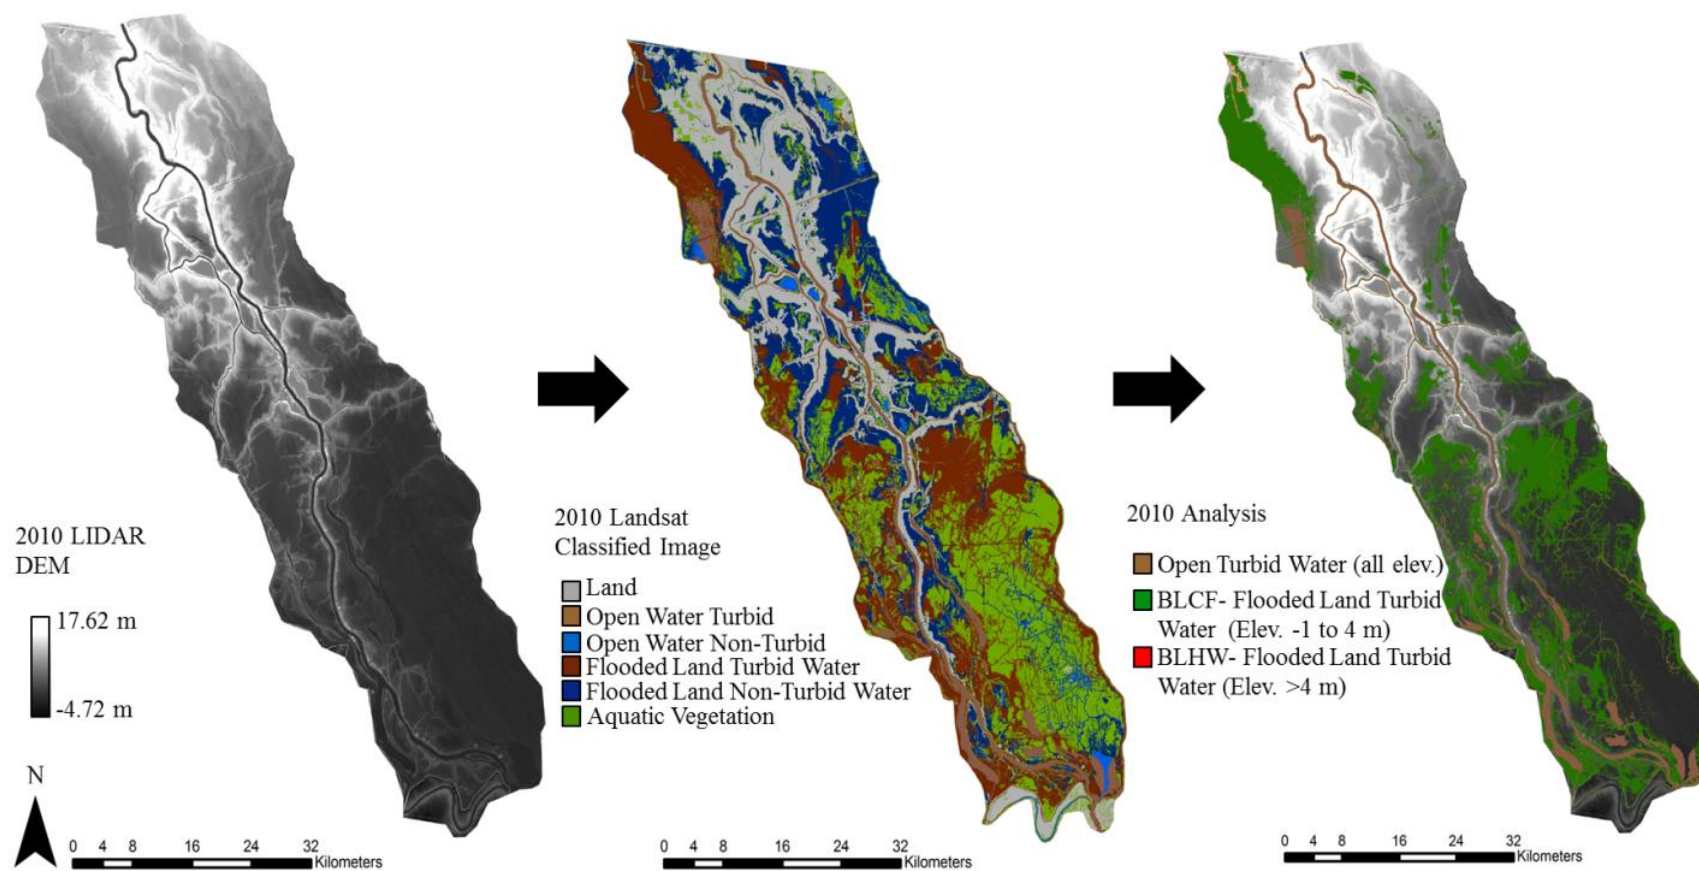 2010 LIDAR
DEM
17.62 m
-4.72 m
N
0 4 8 16 24 32
Kilometers
2010 Landsat
Classified Image
Land
Open Water Turbid
Open Water Non-Turbid
Flooded Land Turbid Water
Flooded Land Non-Turbid Water
Aquatic Vegetation
0 4 8 16 24 32
Kilometers
2010 Analysis
Open Turbid Water (all elev.)
BLCF- Flooded Land Turbid
Water (Elev. -1 to 4 m)
BLHW- Flooded Land Turbid
Water (Elev. >4 m)
0 4 8 16 24 32
Kilometers